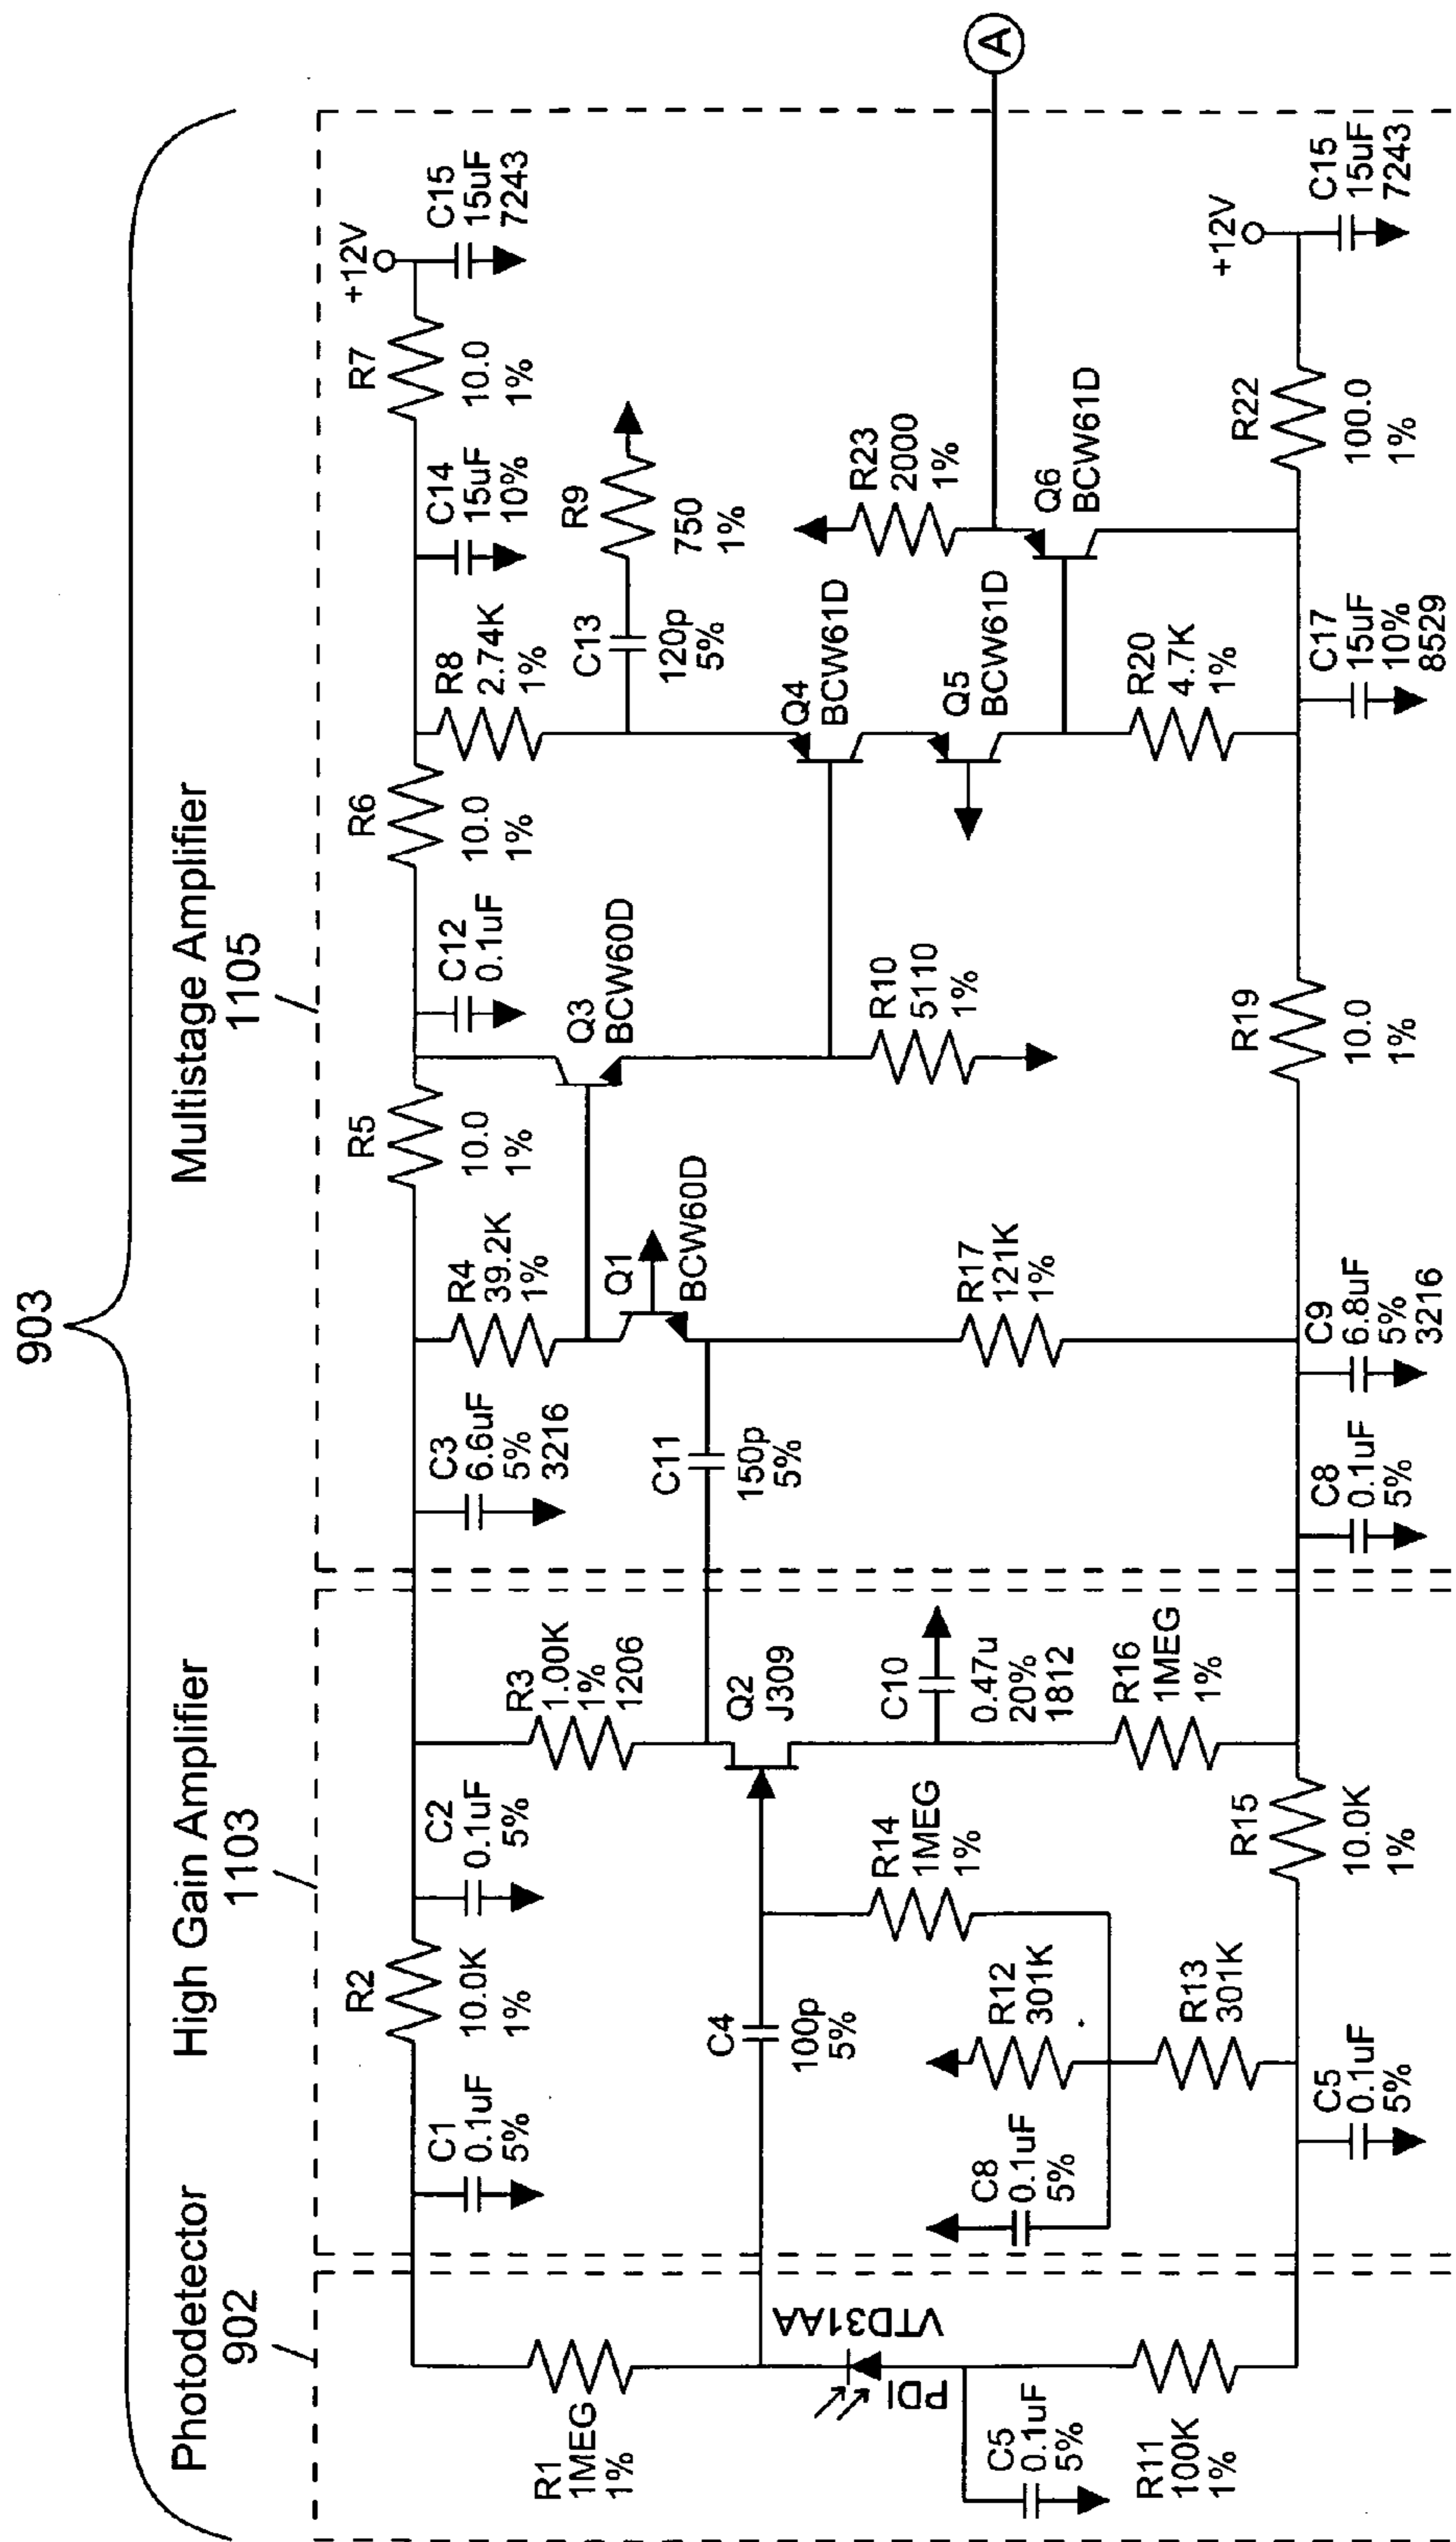 903
Photodetector
902
High Gain Amplifier
1103
Multistage Amplifier
1105
R1
1MEG
1%
C1
0.1uF
5%
R2
10.0K
1%
C2
0.1uF
5%
R3
1.00K
1%
1206
C3
6.6uF
5%
3216
R4
39.2K
1%
R5
10.0
1%
C12
0.1uF
R6
10.0
1%
R8
2.74K
1%
C14
15uF
10%
R7
10.0
1%
+12V
C15
15uF
7243
Q1
BCW60D
Q3
BCW60D
C13
120p
5%
R9
750
1%
C4
100p
5%
Q2
J309
C11
150p
5%
R10
5110
1%
Q4
BCW61D
Q5
BCW61D
R23
2000
1%
Q6
BCW61D
A
PDI
VTD31AA
C5
0.1uF
5%
R11
100K
1%
C8
0.1uF
5%
R12
301K
R13
301K
R14
1MEG
1%
C10
0.47u
20%
1812
R16
1MEG
1%
R17
121K
1%
R20
4.7K
1%
C5
0.1uF
5%
R15
10.0K
1%
C8
0.1uF
5%
C9
6.8uF
5%
3216
R19
10.0
1%
C17
15uF
10%
8529
R22
100.0
1%
+12V
C15
15uF
7243